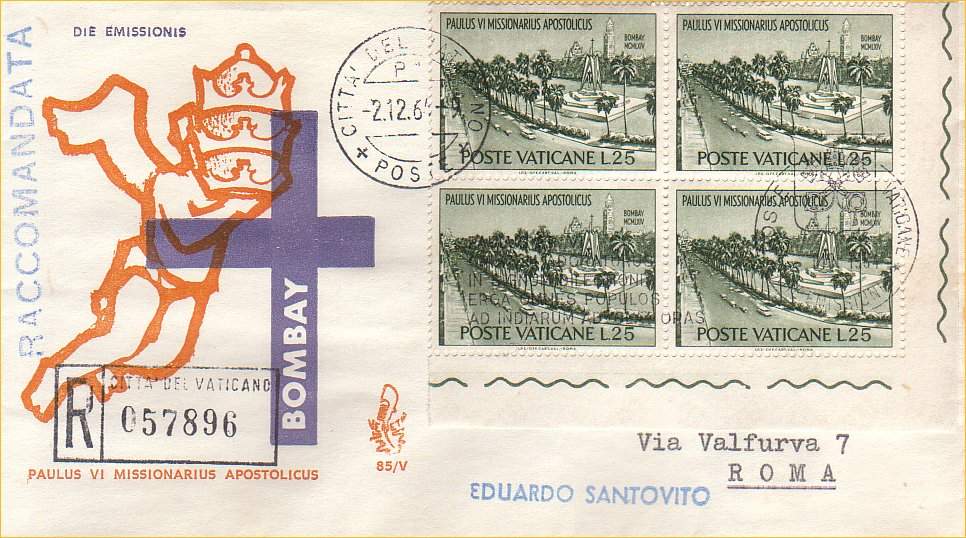 RACCOMANDATA
DIE EMISSIONIS
BOMBAY
R
CITTA' DEL VATICANO
057896
PAULUS VI MISSIONARIUS APOSTOLICUS
85/V
CITTA' DEL
-2.12.64
POSTE
PAULUS VI MISSIONARIUS APOSTOLICUS
BOMBAY
MCMLXIV
POSTE VATICANE L.25
PAULUS VI MISSIONARIUS APOSTOLICUS
BOMBAY
MCMLXIV
POSTE VATICANE L.25
PAULUS VI MISSIONARIUS APOSTOLICUS
BOMBAY
MCMLXIV
POSTE VATICANE L.25
PAULUS VI MISSIONARIUS APOSTOLICUS
BOMBAY
MCMLXIV
POSTE VATICANE L.25
POSTE VATICANE
POPULOS
AD INDIARUM ORAS
Via Valfurva 7
ROMA
EDUARDO SANTOVITO